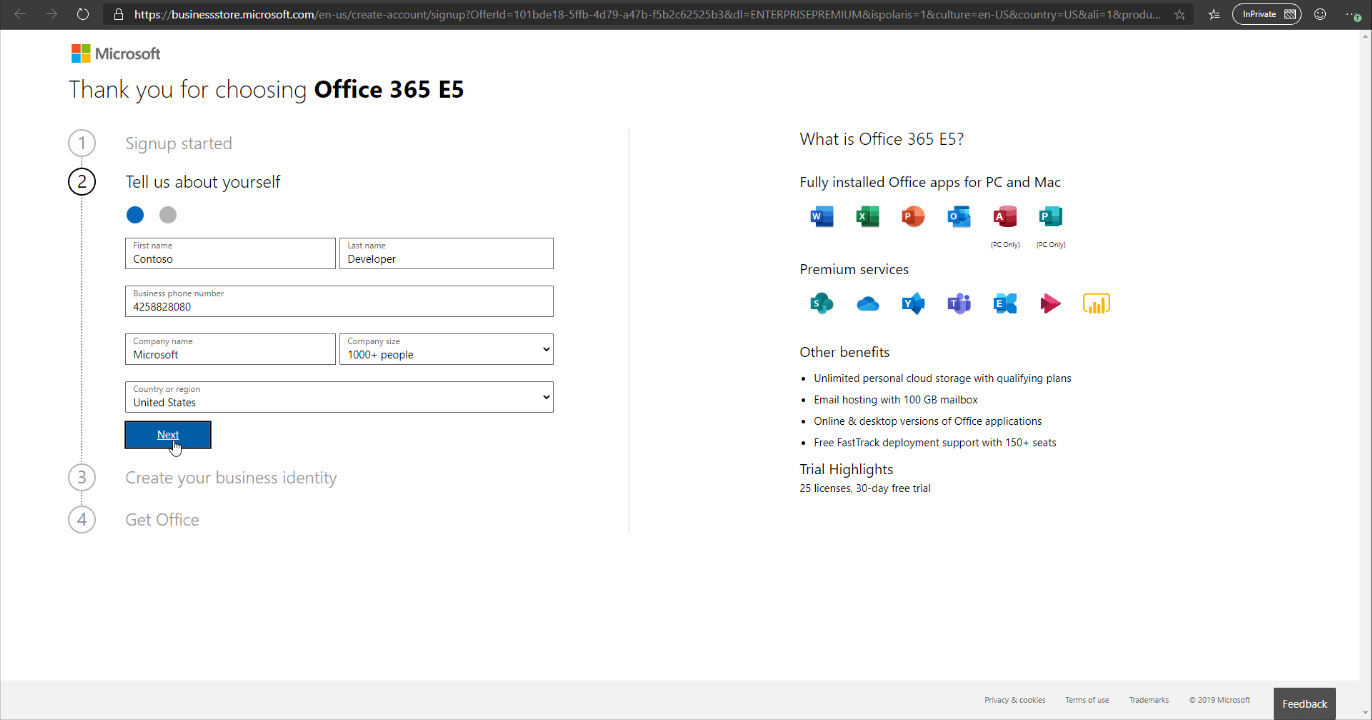 https://businessstore.microsoft.com/en-us/create-account/signup?OfferId=101bde18-5ffb-4d79-a47b-f5b2c62525b3&dl=ENTERPRISEPREMIUM&ispolaris=1&culture=en-US&country=US&ali=1&produ...
InPrivate
Microsoft
Thank you for choosing Office 365 E5
1 Signup started
2 Tell us about yourself
First name
Contoso
Last name
Developer
Business phone number
4258828080
Company name
Microsoft
Company size
1000+ people
Country or region
United States
Next
3 Create your business identity
4 Get Office
What is Office 365 E5?
Fully installed Office apps for PC and Mac
W X P O A P
(PC Only) (PC Only)
Premium services
S Y T E
Other benefits
• Unlimited personal cloud storage with qualifying plans
• Email hosting with 100 GB mailbox
• Online & desktop versions of Office applications
• Free FastTrack deployment support with 150+ seats
Trial Highlights
25 licenses, 30-day free trial
Privacy & cookies Terms of use Trademarks © 2019 Microsoft
Feedback